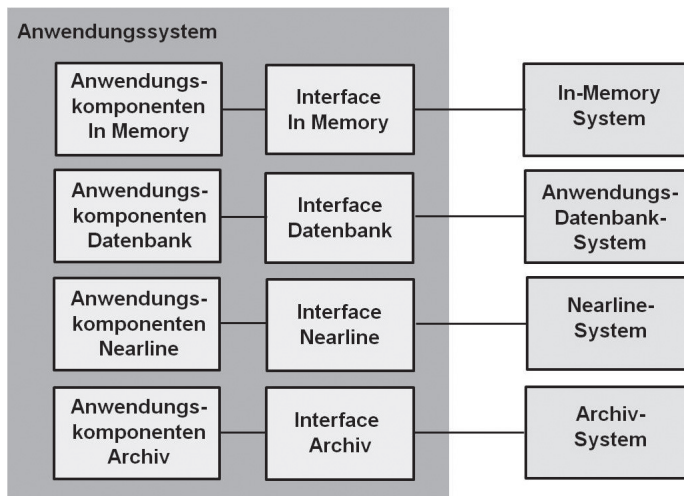 Anwendungssystem
Anwendungs-
komponenten
In Memory
Interface
In Memory
In-Memory
System
Anwendungs-
komponenten
Datenbank
Interface
Datenbank
Anwendungs-
Datenbank-
System
Anwendungs-
komponenten
Nearline
Interface
Nearline
Nearline-
System
Anwendungs-
komponenten
Archiv
Interface
Archiv
Archiv-
System